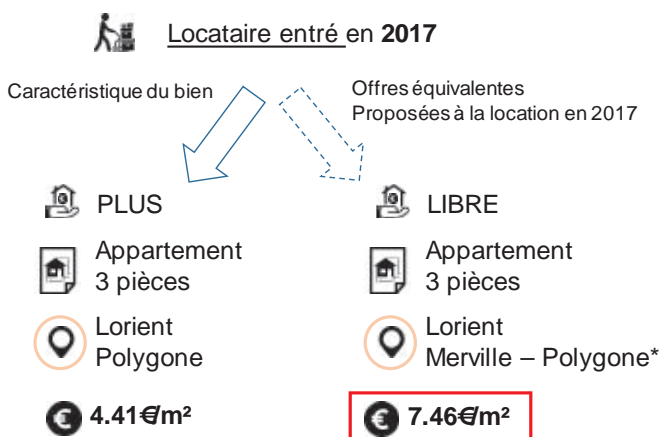 Locataire entré en 2017
Caractéristique du bien
Offres équivalentes
Proposées à la location en 2017
PLUS
Appartement
3 pièces
Lorient
Polygone
4.41€/m²
LIBRE
Appartement
3 pièces
Lorient
Merville – Polygone*
7.46€/m²